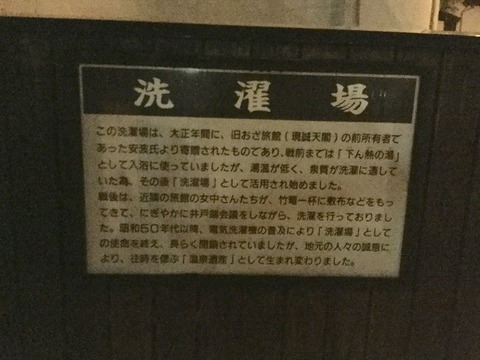 洗濯場
この洗濯場は、大正年間に、旧おざ旅館(現誠天閣)の前所有者で
あった安波氏より寄贈されたものであり、戦前までは「下ん熱の湯」
として入浴に使っていましたが、湯温が低く、泉質が洗濯に適して
いた為、その後「洗濯場」として活用され始めました。
戦後は、近隣の旅館の女中さんたちが、竹籠一杯に敷布などをもっ
てきて、にぎやかに井戸端会議をしながら、洗濯を行っておりまし
た。昭和50年代以降、電気洗濯機の普及により「洗濯場」として
の使命を終え、長らく閉鎖されていましたが、地元の人々の誠意に
より、往時を偲ぶ「温泉遺産」として生まれ変わりました。